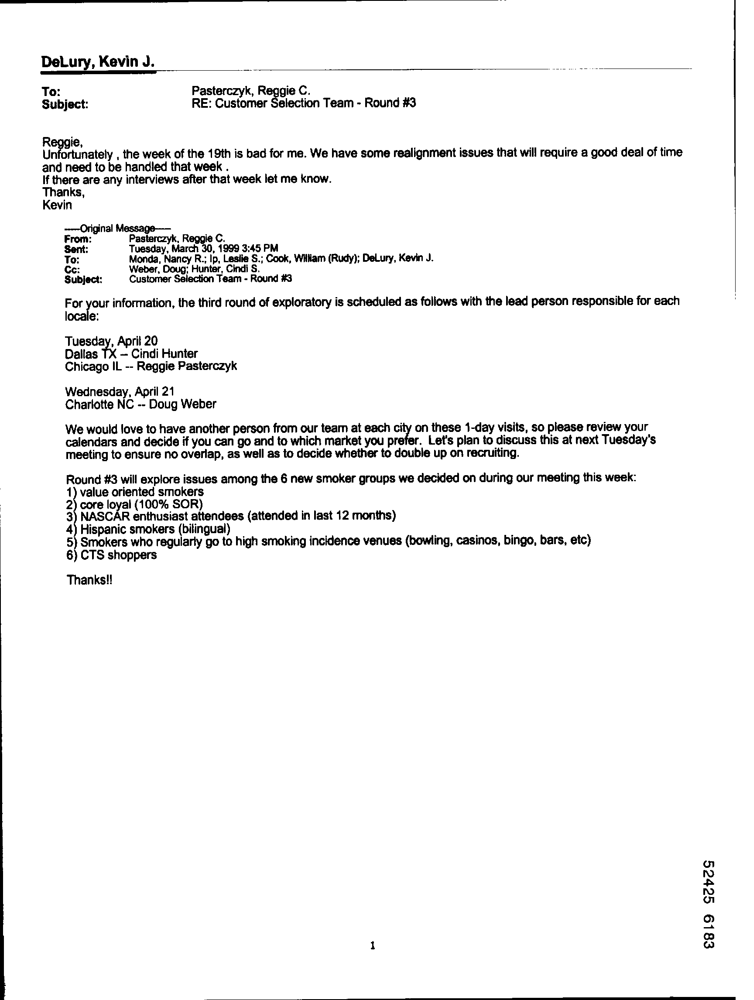 DeLury, Kevin J.
To: Pasterczyk, Reggie C.
Subject: RE: Customer Selection Team - Round #3
Reggie,
Unfortunately , the week of the 19th is bad for me. We have some realignment issues that will require a good deal of time
and need to be handled that week .
If there are any interviews after that week let me know.
Thanks,
Kevin
-----Original Message-----
From: Pasterczyk, Reggie C.
Sent: Tuesday, March 30, 1999 3:45 PM
To: Monda, Nancy R.; Ip, Leslie S.; Cook, William (Rudy); DeLury, Kevin J.
Cc: Weber, Doug; Hunter, Cindi S.
Subject: Customer Selection Team - Round #3
For your information, the third round of exploratory is scheduled as follows with the lead person responsible for each
locale:
Tuesday, April 20
Dallas TX -- Cindi Hunter
Chicago IL -- Reggie Pasterczyk
Wednesday, April 21
Charlotte NC -- Doug Weber
We would love to have another person from our team at each city on these 1-day visits, so please review your
calendars and decide if you can go and to which market you prefer. Let's plan to discuss this at next Tuesday's
meeting to ensure no overlap, as well as to decide whether to double up on recruiting.
Round #3 will explore issues among the 6 new smoker groups we decided on during our meeting this week:
1) value oriented smokers
2) core loyal (100% SOR)
3) NASCAR enthusiast attendees (attended in last 12 months)
4) Hispanic smokers (bilingual)
5) Smokers who regularly go to high smoking incidence venues (bowling, casinos, bingo, bars, etc)
6) CTS shoppers
Thanks!!
52425 6183
1